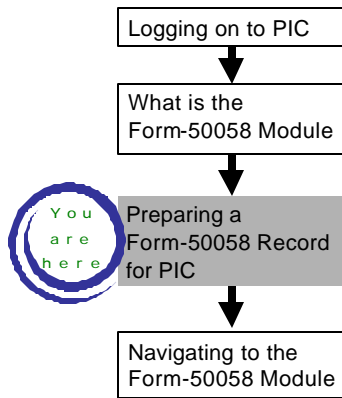 Logging on to PIC
What is the
Form-50058 Module
You
are
here
Preparing a
Form-50058 Record
for PIC
Navigating to the
Form-50058 Module